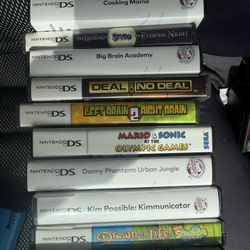 NINTENDO DS Cooking Mama
NINTENDO DS THE LEGEND OF SPYRO THE ETERNAL NIGHT
NINTENDO DS Big Brain Academy
NINTENDO DS DEAL OR NO DEAL
NINTENDO DS LEFT BRAIN RIGHT BRAIN 2
NINTENDO DS MARIO & SONIC AT THE OLYMPIC GAMES SEGA
NINTENDO DS Danny Phantom: Urban Jungle
NINTENDO DS Kim Possible: Kimmunicator
NINTENDO DS Drawn to Life